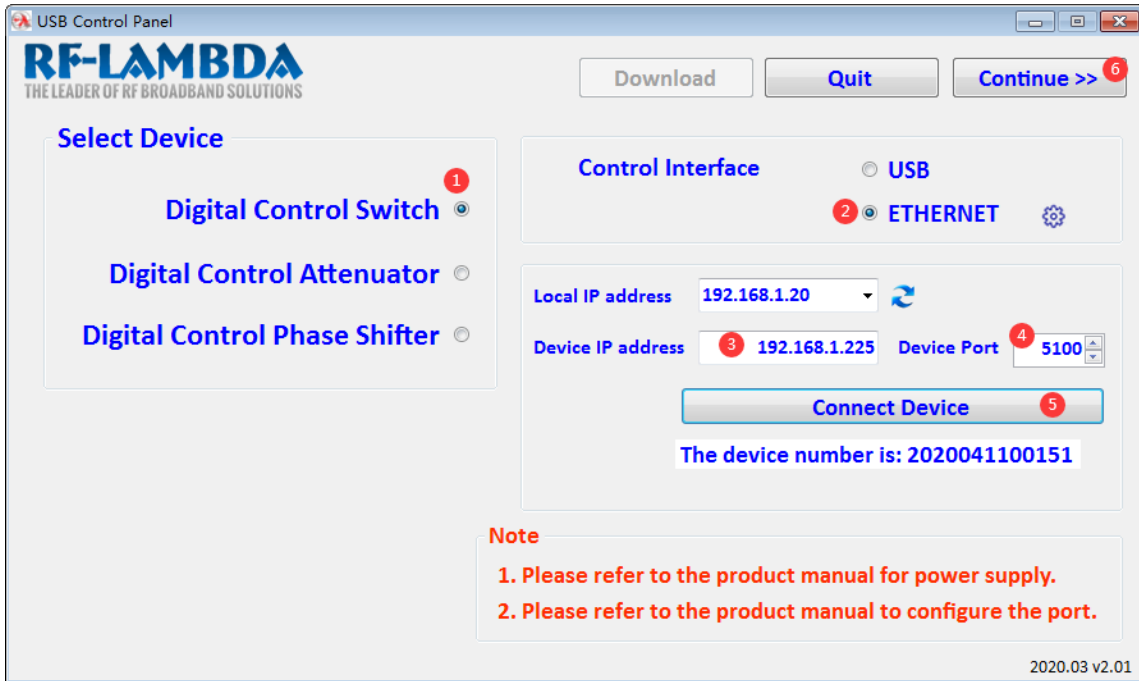 USB Control Panel
RF-LAMBDA
THE LEADER OF RF BROADBAND SOLUTIONS
Download
Quit
Continue >> 6
Select Device
1
Digital Control Switch
Digital Control Attenuator
Digital Control Phase Shifter
Control Interface
USB
2 ETHERNET
Local IP address 192.168.1.20
Device IP address 3 192.168.1.225 Device Port 4 5100
Connect Device 5
The device number is: 2020041100151
Note
1. Please refer to the product manual for power supply.
2. Please refer to the product manual to configure the port.
2020.03 v2.01